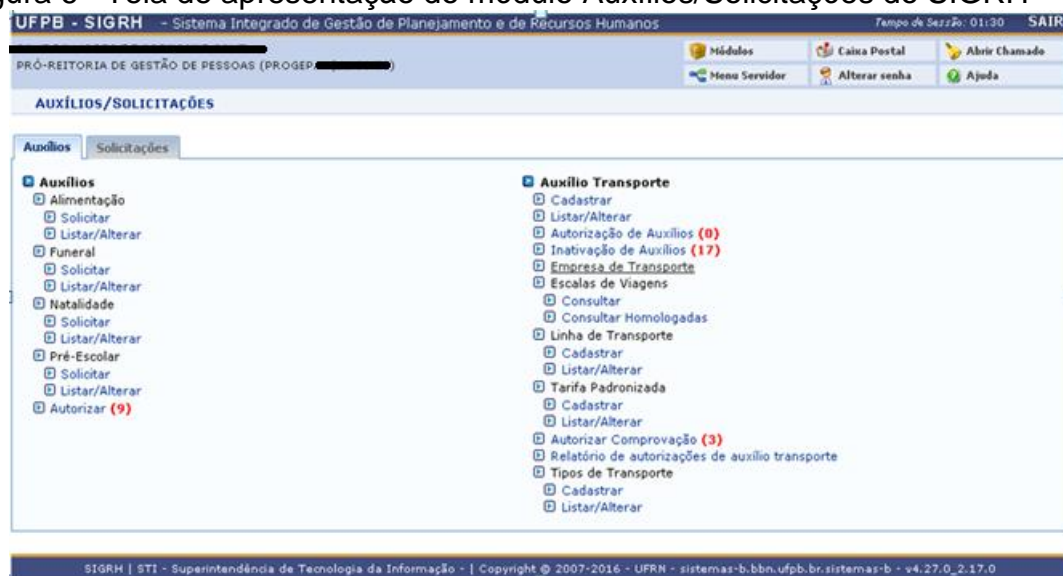 gura 6 - Tela de apresentação do módulo Auxílios/Solicitações do SIGRH
UFPB - SIGRH - Sistema Integrado de Gestão de Planejamento e de Recursos Humanos Tempo de Sessão: 01:30 SAIR
Módulos Caixa Postal Abrir Chamado
PRÓ-REITORIA DE GESTÃO DE PESSOAS (PROGEP )
Menu Servidor Alterar senha Ajuda
AUXÍLIOS/SOLICITAÇÕES
Auxílios Solicitações
Auxílios
Alimentação
Solicitar
Listar/Alterar
Funeral
Solicitar
Listar/Alterar
Natalidade
Solicitar
Listar/Alterar
Pré-Escolar
Solicitar
Listar/Alterar
Autorizar (9)
Auxílio Transporte
Cadastrar
Listar/Alterar
Autorização de Auxílios (0)
Inativação de Auxílios (17)
Empresa de Transporte
Escalas de Viagens
Consultar
Consultar Homologadas
Linha de Transporte
Cadastrar
Listar/Alterar
Tarifa Padronizada
Cadastrar
Listar/Alterar
Autorizar Comprovação (3)
Relatório de autorizações de auxílio transporte
Tipos de Transporte
Cadastrar
Listar/Alterar
SIGRH | STI - Superintendência de Tecnologia da Informação - | Copyright © 2007-2016 - UFRN - sistemas-b.bbn.ufpb.br.sistemas-b - v4.27.0_2.17.0